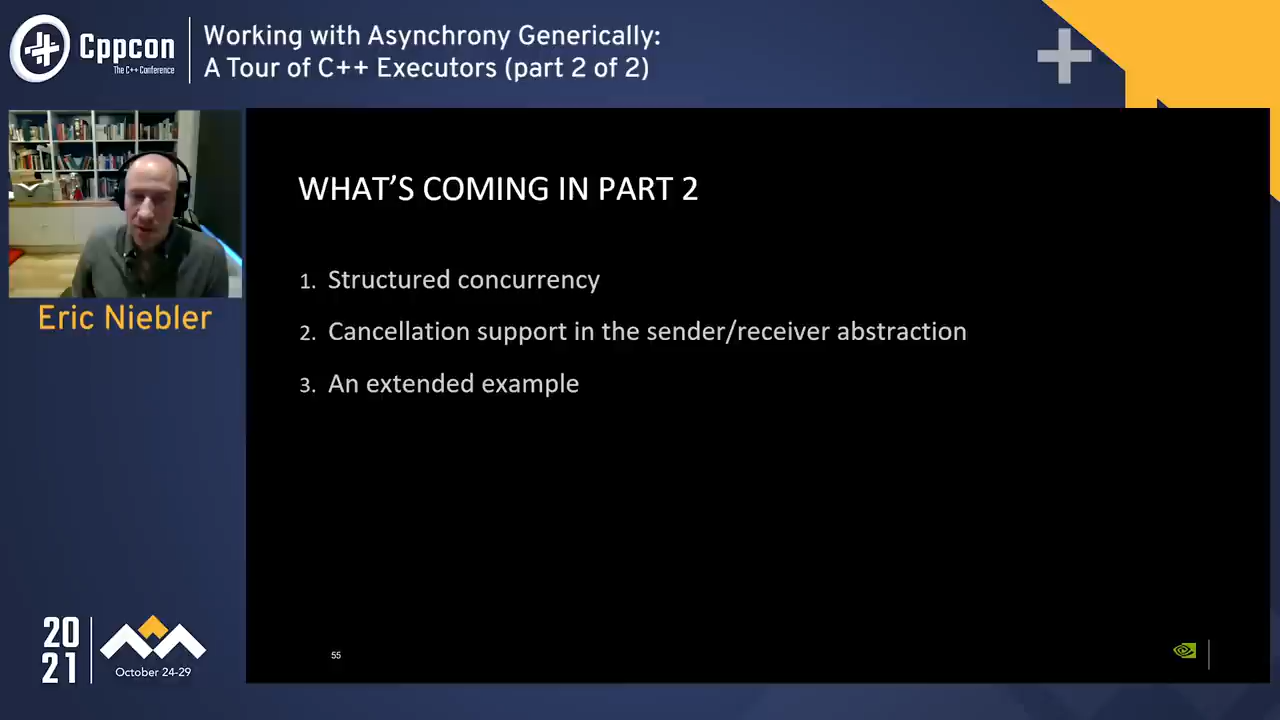 Cppcon
The C++ Conference
Working with Asynchrony Generically:
A Tour of C++ Executors (part 2 of 2)
Eric Niebler
WHAT'S COMING IN PART 2
1. Structured concurrency
2. Cancellation support in the sender/receiver abstraction
3. An extended example
55
20
21
October 24-29